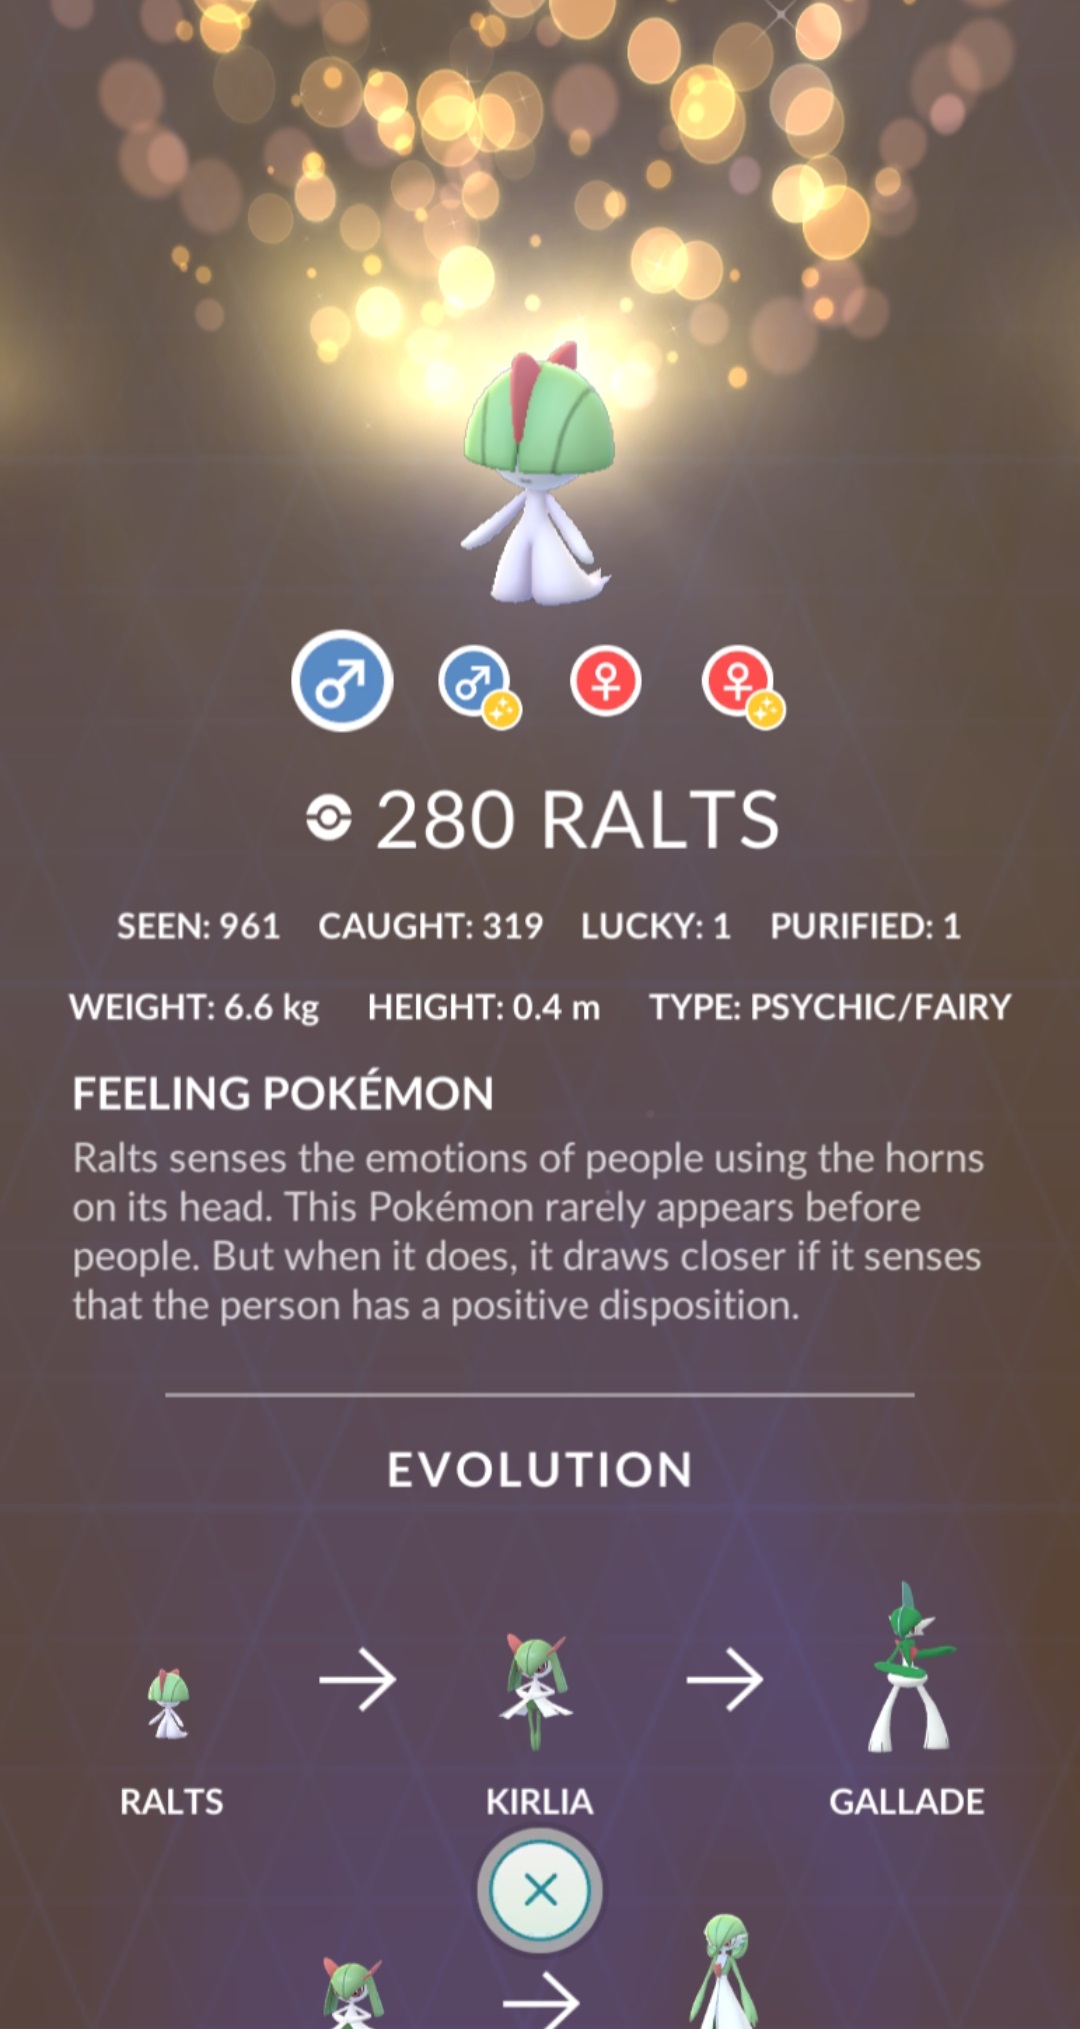 280 RALTS
SEEN: 961 CAUGHT: 319 LUCKY: 1 PURIFIED: 1
WEIGHT: 6.6 kg HEIGHT: 0.4 m TYPE: PSYCHIC/FAIRY
FEELING POKÉMON
Ralts senses the emotions of people using the horns
on its head. This Pokémon rarely appears before
people. But when it does, it draws closer if it senses
that the person has a positive disposition.
EVOLUTION
RALTS KIRLIA GALLADE